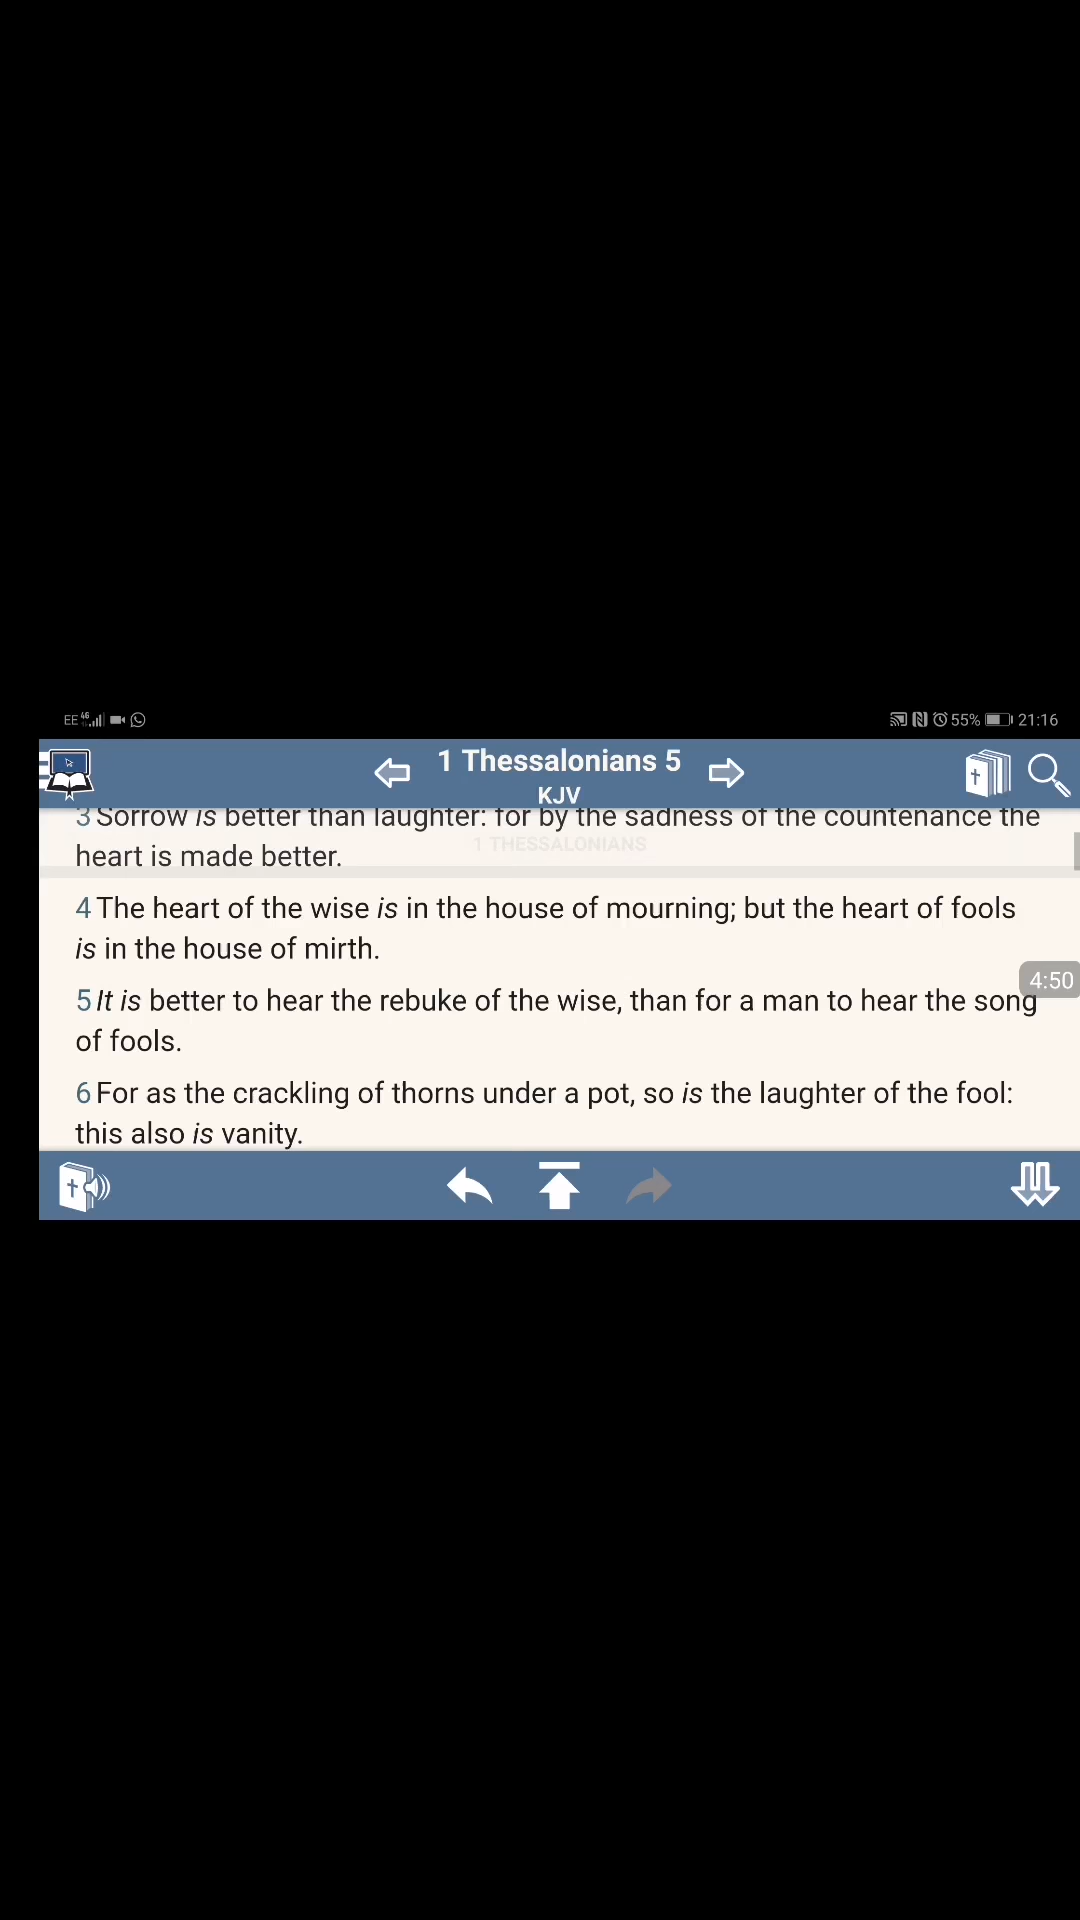 EE 46
55% 21:16
1 Thessalonians 5
KJV
3 Sorrow is better than laughter: for by the sadness of the countenance the
1 THESSALONIANS
heart is made better.
4 The heart of the wise is in the house of mourning; but the heart of fools
is in the house of mirth.
4:50
5 It is better to hear the rebuke of the wise, than for a man to hear the song
of fools.
6 For as the crackling of thorns under a pot, so is the laughter of the fool:
this also is vanity.